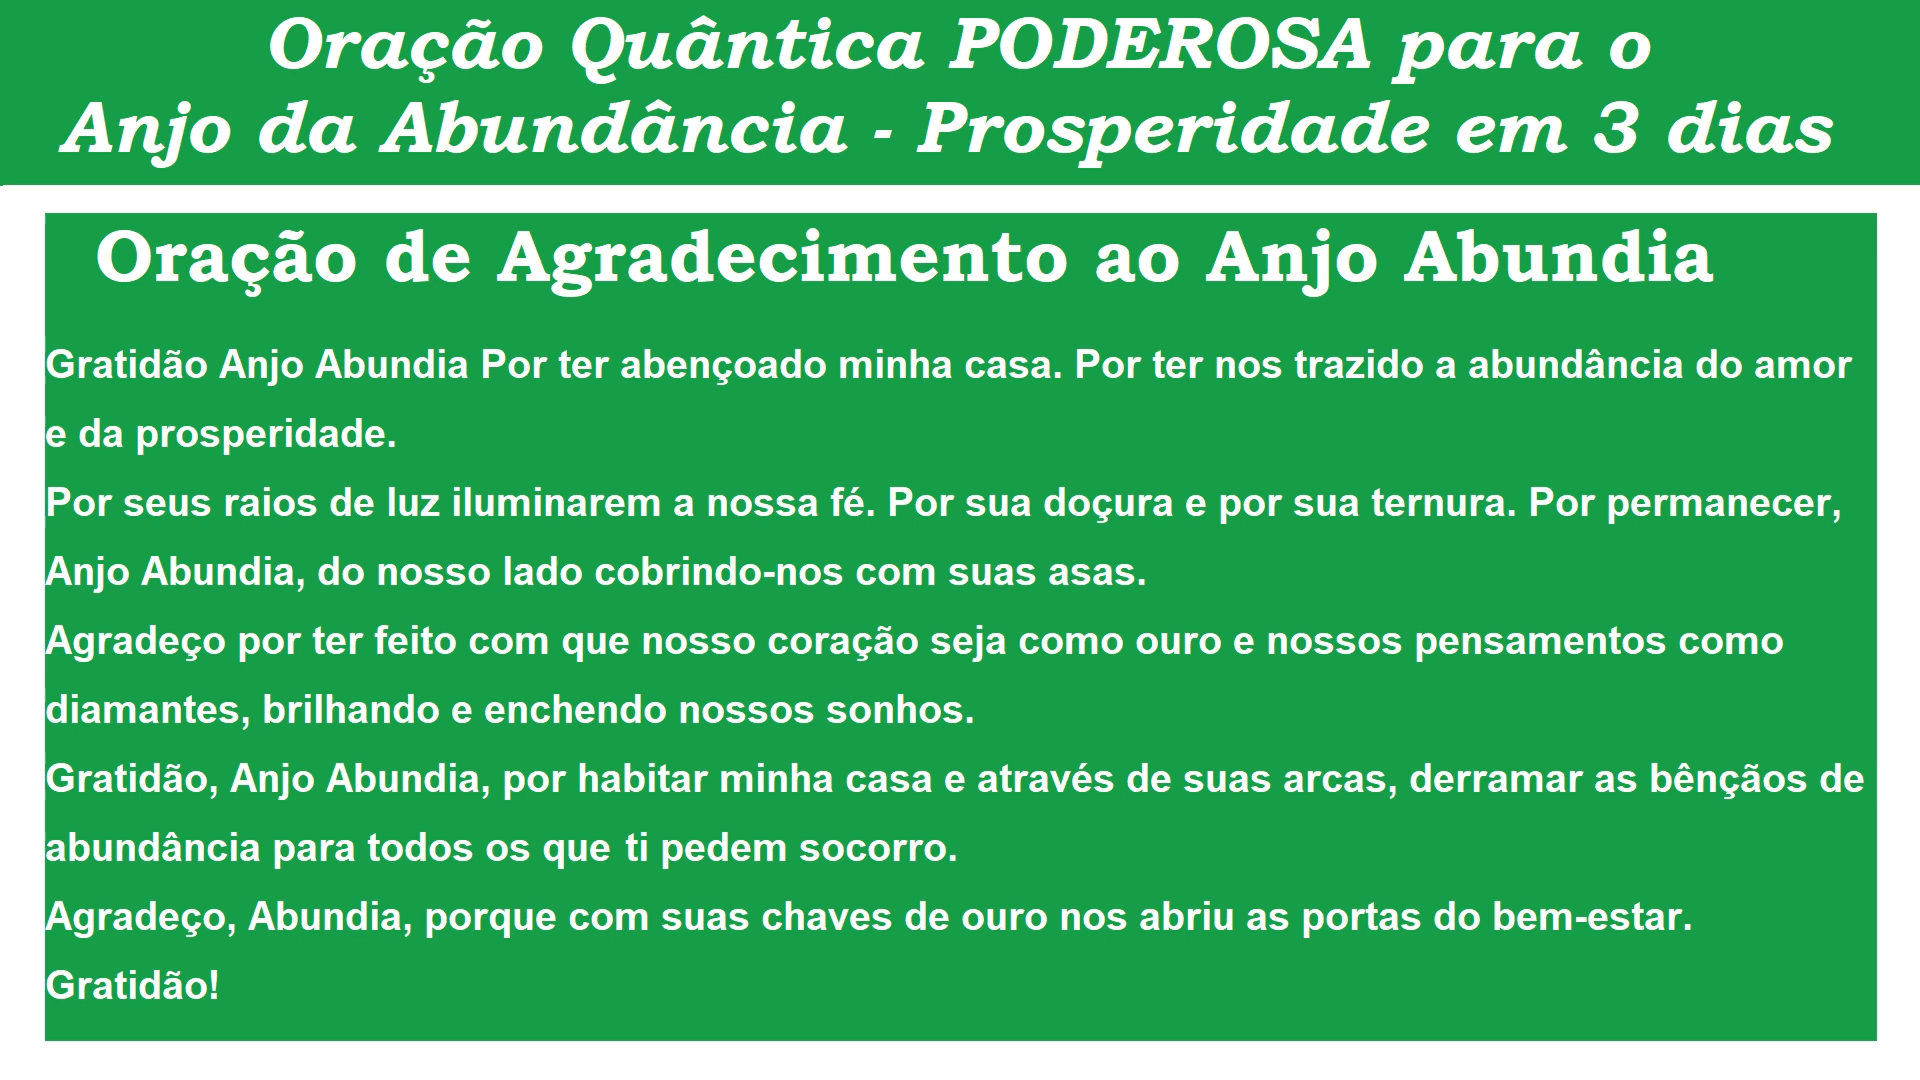 Oração Quântica PODEROSA para o
Anjo da Abundância - Prosperidade em 3 dias
Oração de Agradecimento ao Anjo Abundia
Gratidão Anjo Abundia Por ter abençoado minha casa. Por ter nos trazido a abundância do amor
e da prosperidade.
Por seus raios de luz iluminarem a nossa fé. Por sua doçura e por sua ternura. Por permanecer,
Anjo Abundia, do nosso lado cobrindo-nos com suas asas.
Agradeço por ter feito com que nosso coração seja como ouro e nossos pensamentos como
diamantes, brilhando e enchendo nossos sonhos.
Gratidão, Anjo Abundia, por habitar minha casa e através de suas arcas, derramar as bênçãos de
abundância para todos os que ti pedem socorro.
Agradeço, Abundia, porque com suas chaves de ouro nos abriu as portas do bem-estar.
Gratidão!